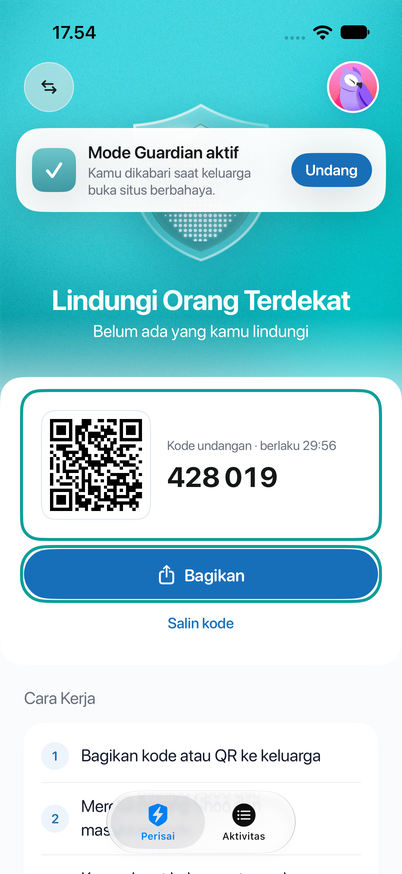 17.54
Mode Guardian aktif
Kamu dikabari saat keluarga
buka situs berbahaya.
Undang
Lindungi Orang Terdekat
Belum ada yang kamu lindungi
Kode undangan · berlaku 29:56
428 019
Bagikan
Salin kode
Cara Kerja
1 Bagikan kode atau QR ke keluarga
2
Perisai
Aktivitas